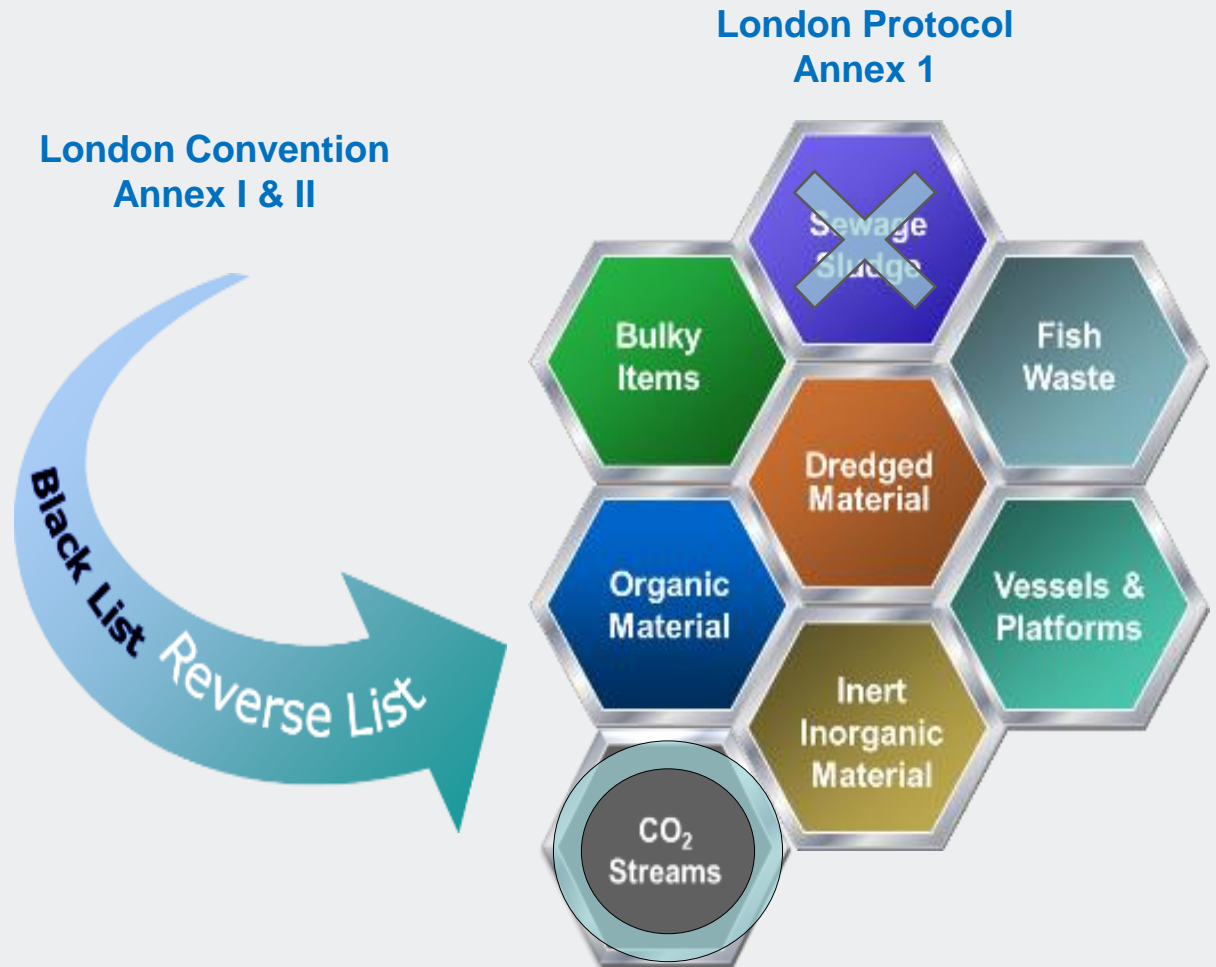 London Protocol
Annex 1
London Convention
Annex I & II
Black List
Reverse List
Sewage
Sludge
Bulky
Items
Fish
Waste
Dredged
Material
Organic
Material
Vessels &
Platforms
Inert
Inorganic
Material
CO₂
Streams